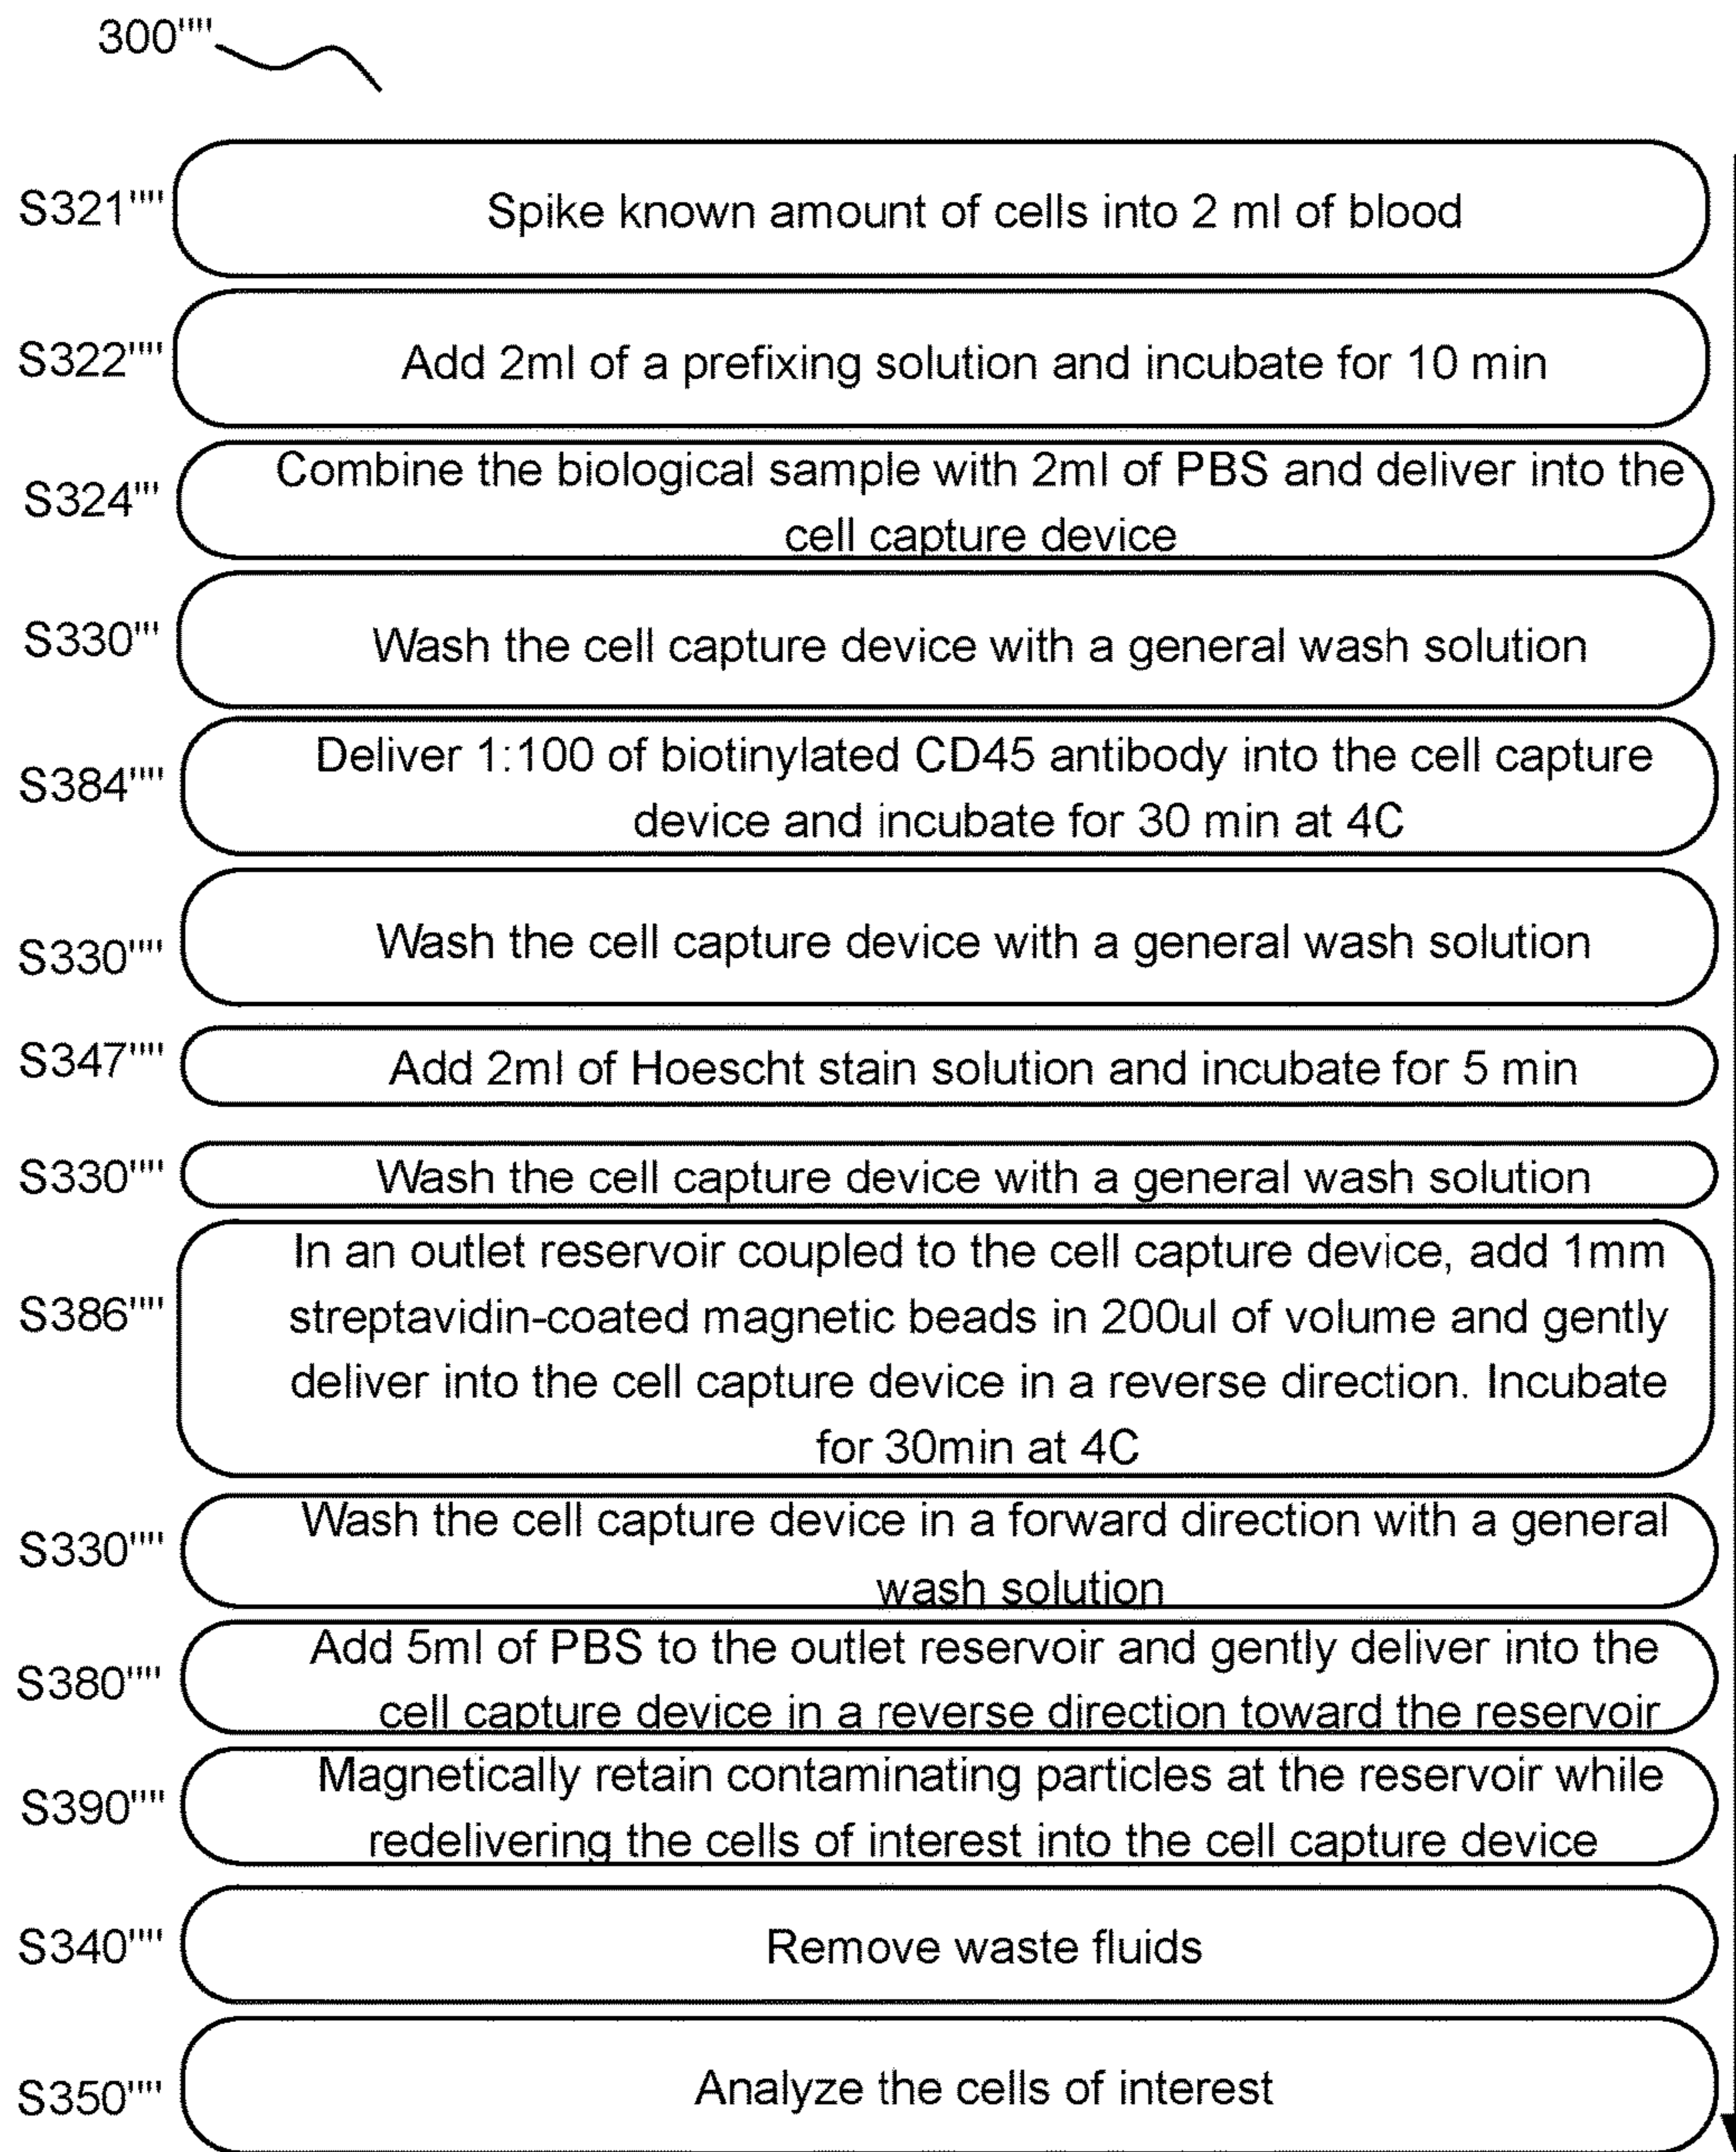 300''''
S321''''
Spike known amount of cells into 2 ml of blood
S322''''
Add 2ml of a prefixing solution and incubate for 10 min
S324'''
Combine the biological sample with 2ml of PBS and deliver into the
cell capture device
S330'''
Wash the cell capture device with a general wash solution
S384''''
Deliver 1:100 of biotinylated CD45 antibody into the cell capture
device and incubate for 30 min at 4C
S330''''
Wash the cell capture device with a general wash solution
S347''''
Add 2ml of Hoescht stain solution and incubate for 5 min
S330''''
Wash the cell capture device with a general wash solution
S386''''
In an outlet reservoir coupled to the cell capture device, add 1mm
streptavidin-coated magnetic beads in 200ul of volume and gently
deliver into the cell capture device in a reverse direction. Incubate
for 30min at 4C
S330''''
Wash the cell capture device in a forward direction with a general
wash solution
S380''''
Add 5ml of PBS to the outlet reservoir and gently deliver into the
cell capture device in a reverse direction toward the reservoir
S390''''
Magnetically retain contaminating particles at the reservoir while
redelivering the cells of interest into the cell capture device
S340''''
Remove waste fluids
S350''''
Analyze the cells of interest